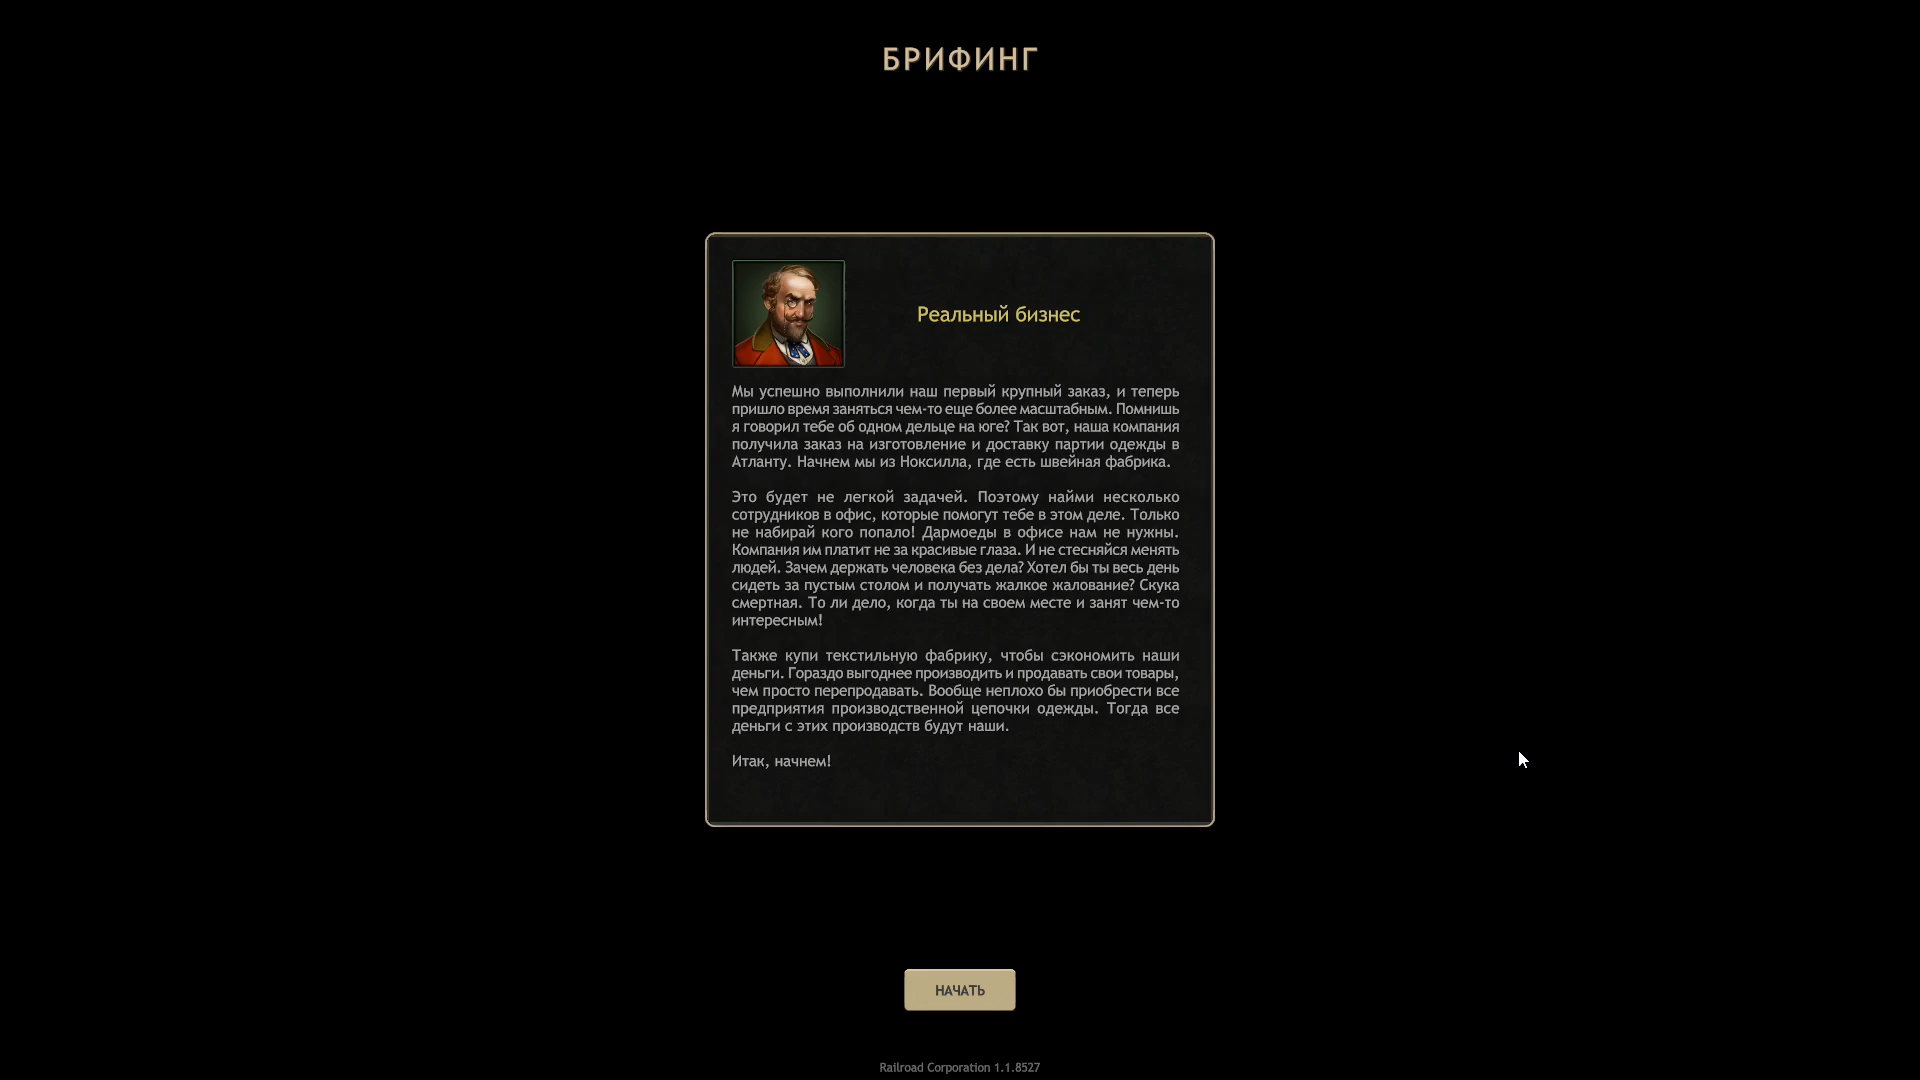 БРИФИНГ
Реальный бизнес
Мы успешно выполнили наш первый крупный заказ, и теперь
пришло время заняться чем-то еще более масштабным. Помнишь
я говорил тебе об одном дельце на юге? Так вот, наша компания
получила заказ на изготовление и доставку партии одежды в
Атланту. Начнем мы из Ноксилла, где есть швейная фабрика.
Это будет не легкой задачей. Поэтому найми несколько
сотрудников в офис, которые помогут тебе в этом деле. Только
не набирай кого попало! Дармоеды в офисе нам не нужны.
Компания им платит не за красивые глаза. И не стесняйся менять
людей. Зачем держать человека без дела? Хотел бы ты весь день
сидеть за пустым столом и получать жалкое жалование? Скука
смертная. То ли дело, когда ты на своем месте и занят чем-то
интересным!
Также купи текстильную фабрику, чтобы сэкономить наши
деньги. Гораздо выгоднее производить и продавать свои товары,
чем просто перепродавать. Вообще неплохо бы приобрести все
предприятия производственной цепочки одежды. Тогда все
деньги с этих производств будут наши.
Итак, начнем!
НАЧАТЬ
Railroad Corporation 1.1.8527